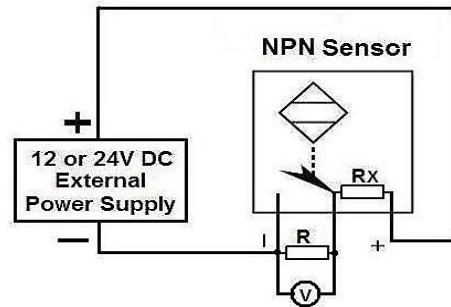 NPN Sensor
+
12 or 24V DC
External
Power Supply
Rx
−
I
R
+
V